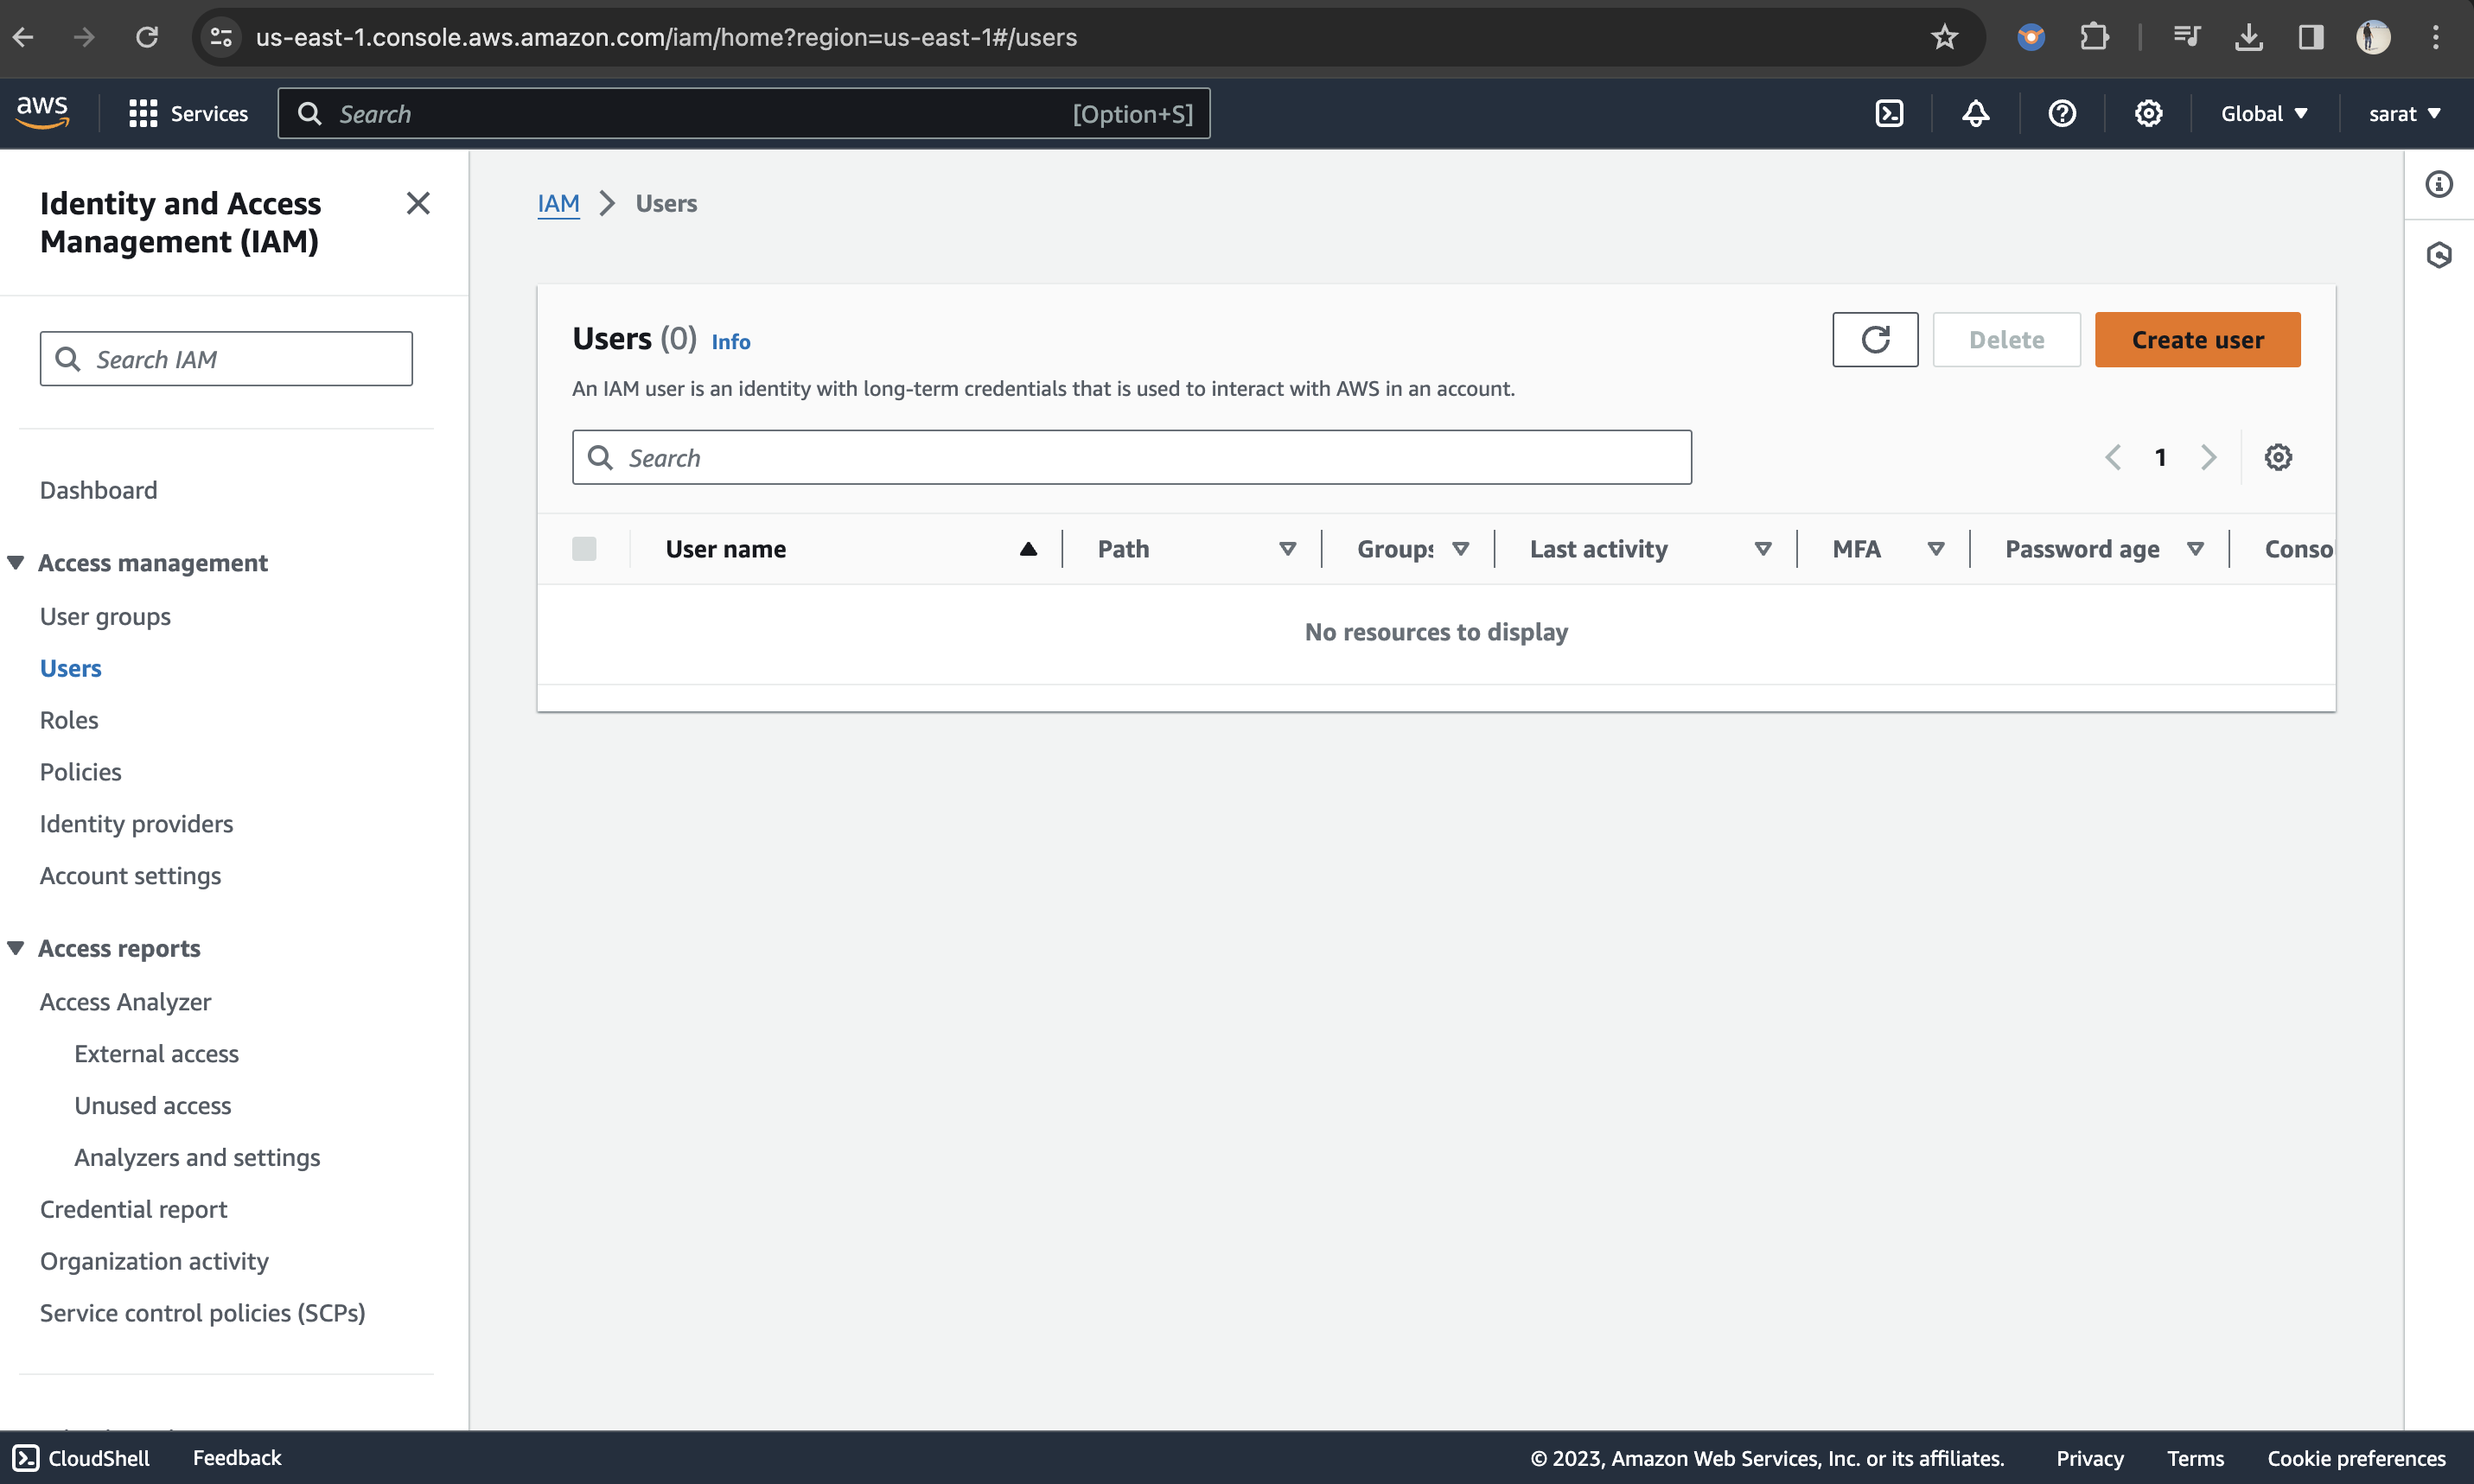 us-east-1.console.aws.amazon.com/iam/home?region=us-east-1#/users
aws
Services
Search
[Option+S]
Global
sarat
Identity and Access
Management (IAM)
Search IAM
Dashboard
Access management
User groups
Users
Roles
Policies
Identity providers
Account settings
Access reports
Access Analyzer
External access
Unused access
Analyzers and settings
Credential report
Organization activity
Service control policies (SCPs)
IAM
Users
Users (0) Info
Delete
Create user
An IAM user is an identity with long-term credentials that is used to interact with AWS in an account.
Search
1
User name
Path
Groups
Last activity
MFA
Password age
Conso
No resources to display
CloudShell
Feedback
© 2023, Amazon Web Services, Inc. or its affiliates.
Privacy
Terms
Cookie preferences